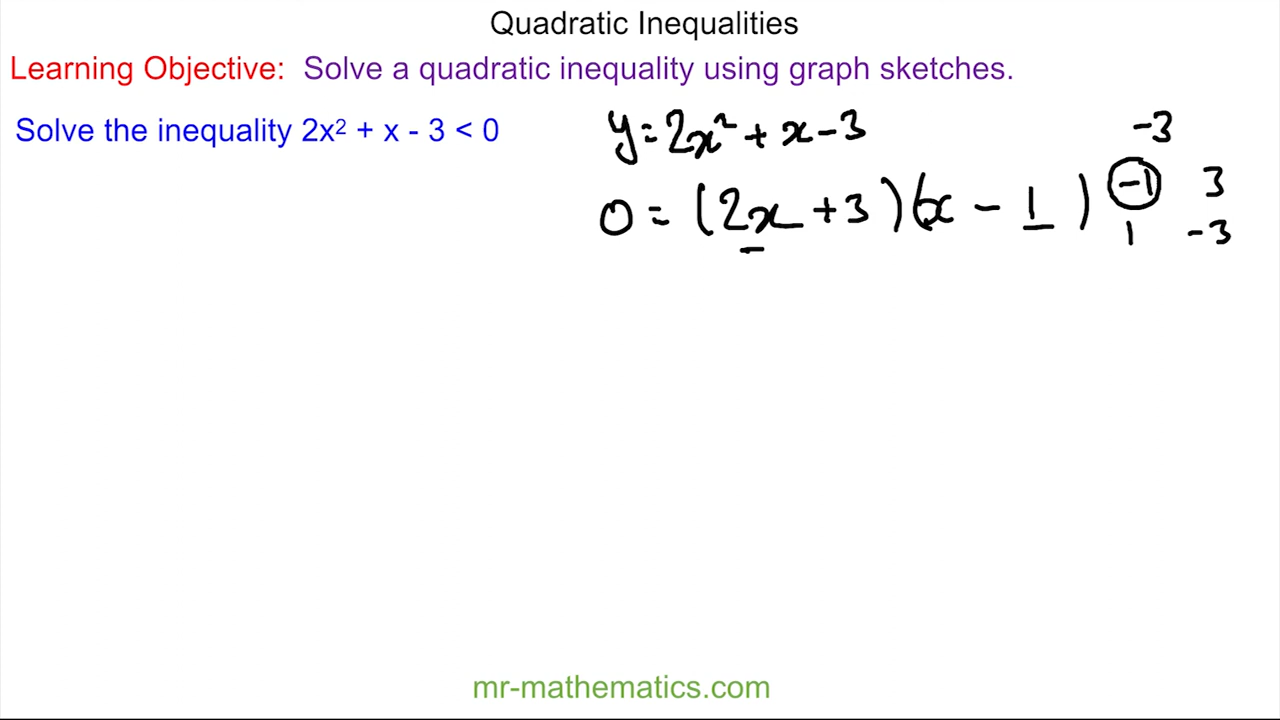 Quadratic Inequalities
Learning Objective: Solve a quadratic inequality using graph sketches.
Solve the inequality 2x² + x - 3 < 0
y = 2x² + x - 3
-3
0 = (2x + 3)(x - 1)
-1 3
1 -3
mr-mathematics.com